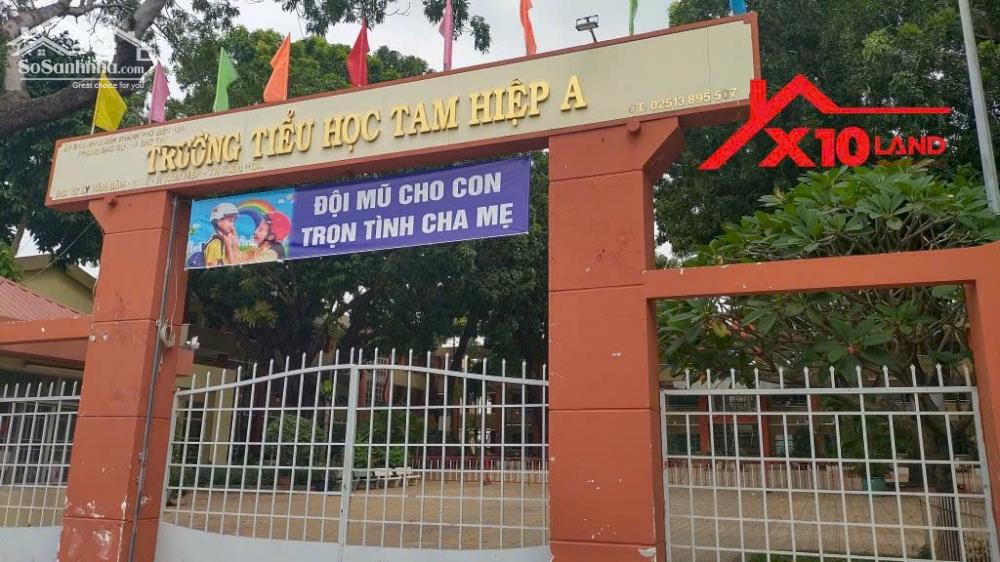 SoSanhNha.com
Great choice for you
TRƯỜNG TIỂU HỌC TAM HIỆP A
ĐT: 02513 895 507
X10 LAND
ĐỘI MŨ CHO CON
TRỌN TÌNH CHA MẸ